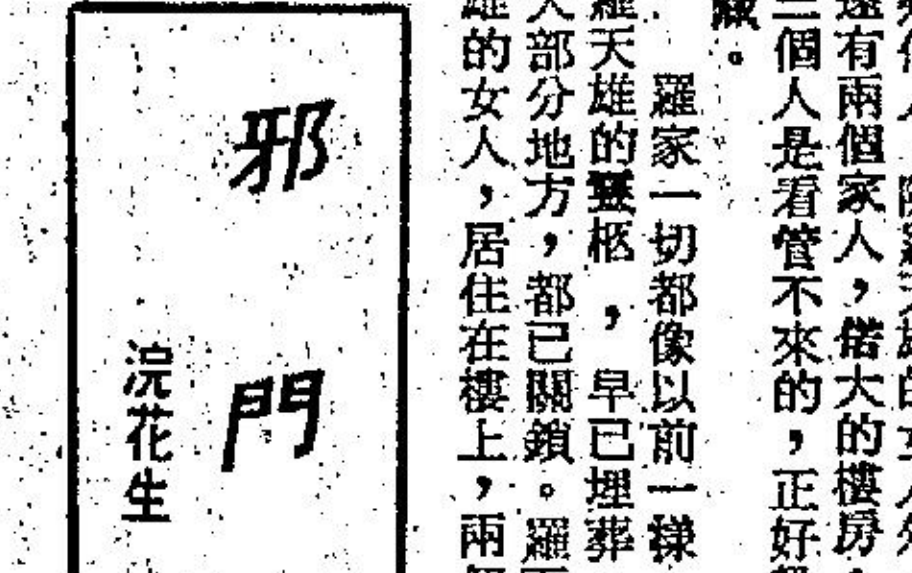 還有兩個家人，偌大的樓房，
三個人是看管不來的，正好
藏。
羅家一切都像以前一樣
羅天雄的靈柩，早已埋葬
大部分地方，都已關鎖。羅
雄的女人，居住在樓上，兩
邪門
浣花生